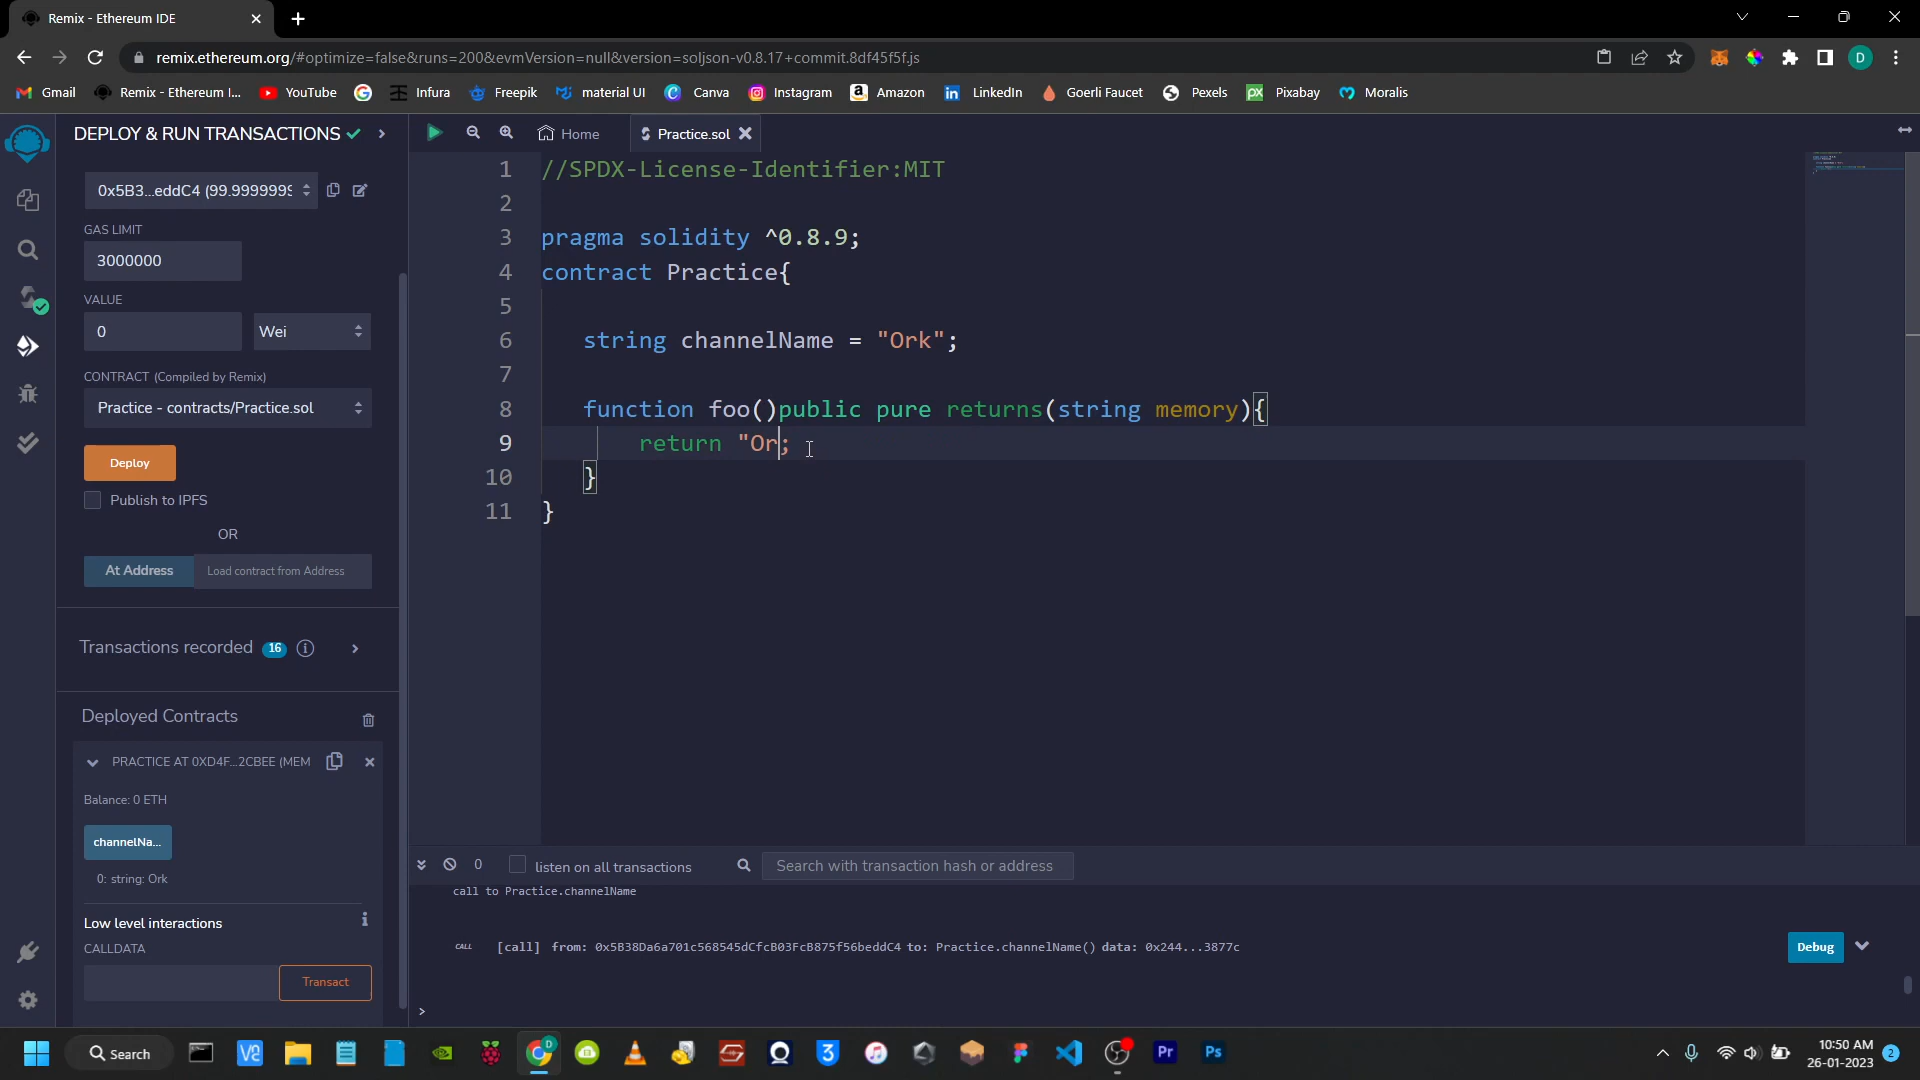 Remix - Ethereum IDE
remix.ethereum.org/#optimize=false&runs=200&evmVersion=null&version=soljson-v0.8.17+commit.8df45f5f.js
D
Gmail
Remix - Ethereum I...
YouTube
Infura
Freepik
material UI
Canva
Instagram
Amazon
LinkedIn
Goerli Faucet
Pexels
Pixabay
Moralis
DEPLOY & RUN TRANSACTIONS
0x5B3...eddC4 (99.9999999
GAS LIMIT
3000000
VALUE
0
Wei
CONTRACT (Compiled by Remix)
Practice - contracts/Practice.sol
Deploy
Publish to IPFS
OR
At Address
Load contract from Address
Transactions recorded 16
Deployed Contracts
PRACTICE AT 0XD4F...2CBEE (MEM
Balance: 0 ETH
channelNa...
0: string: Ork
Low level interactions
CALLDATA
Transact
Home
Practice.sol
1 //SPDX-License-Identifier:MIT
2
3 pragma solidity ^0.8.9;
4 contract Practice{
5
6 string channelName = "Ork";
7
8 function foo()public pure returns(string memory){
9 return "Or;
10 }
11 }
0
listen on all transactions
Search with transaction hash or address
call to Practice.channelName
CALL [call] from: 0x5B38Da6a701c568545dCfcB03FcB875f56beddC4 to: Practice.channelName() data: 0x244...3877c
Debug
>
Search
Pr
Ps
10:50 AM
26-01-2023
2